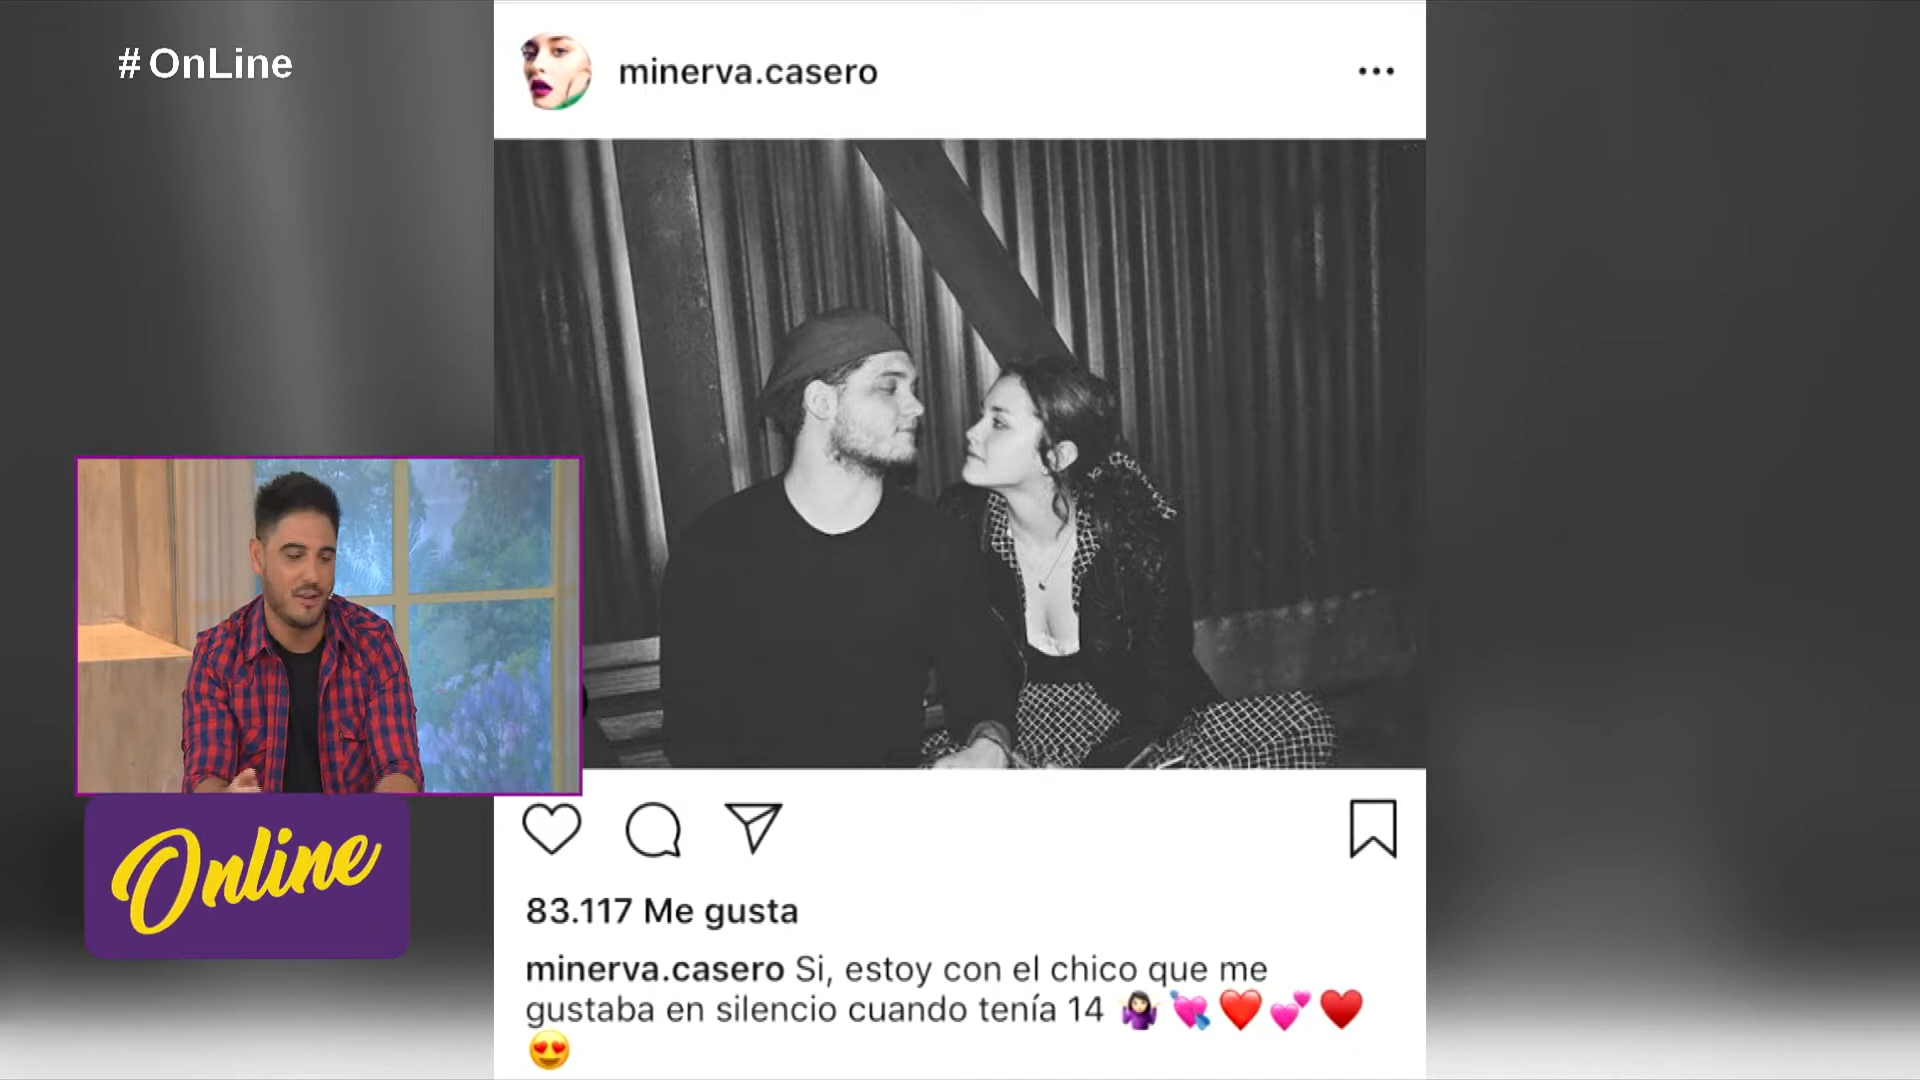 #OnLine
minerva.casero
Online
83.117 Me gusta
minerva.casero Si, estoy con el chico que me
gustaba en silencio cuando tenía 14 🤷🏻‍♀️💘❤️💕♥️
😍